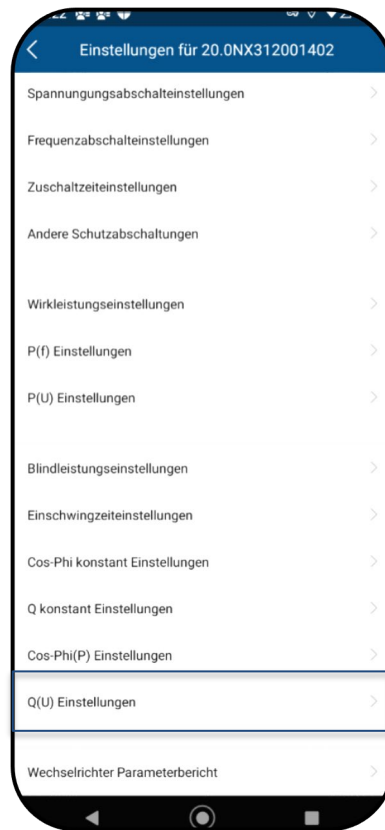 Einstellungen für 20.0NX312001402
Spannungungsabschalteinstellungen
Frequenzabschalteinstellungen
Zuschaltzeiteinstellungen
Andere Schutzabschaltungen
Wirkleistungseinstellungen
P(f) Einstellungen
P(U) Einstellungen
Blindleistungseinstellungen
Einschwingzeiteinstellungen
Cos-Phi konstant Einstellungen
Q konstant Einstellungen
Cos-Phi(P) Einstellungen
Q(U) Einstellungen
Wechselrichter Parameterbericht